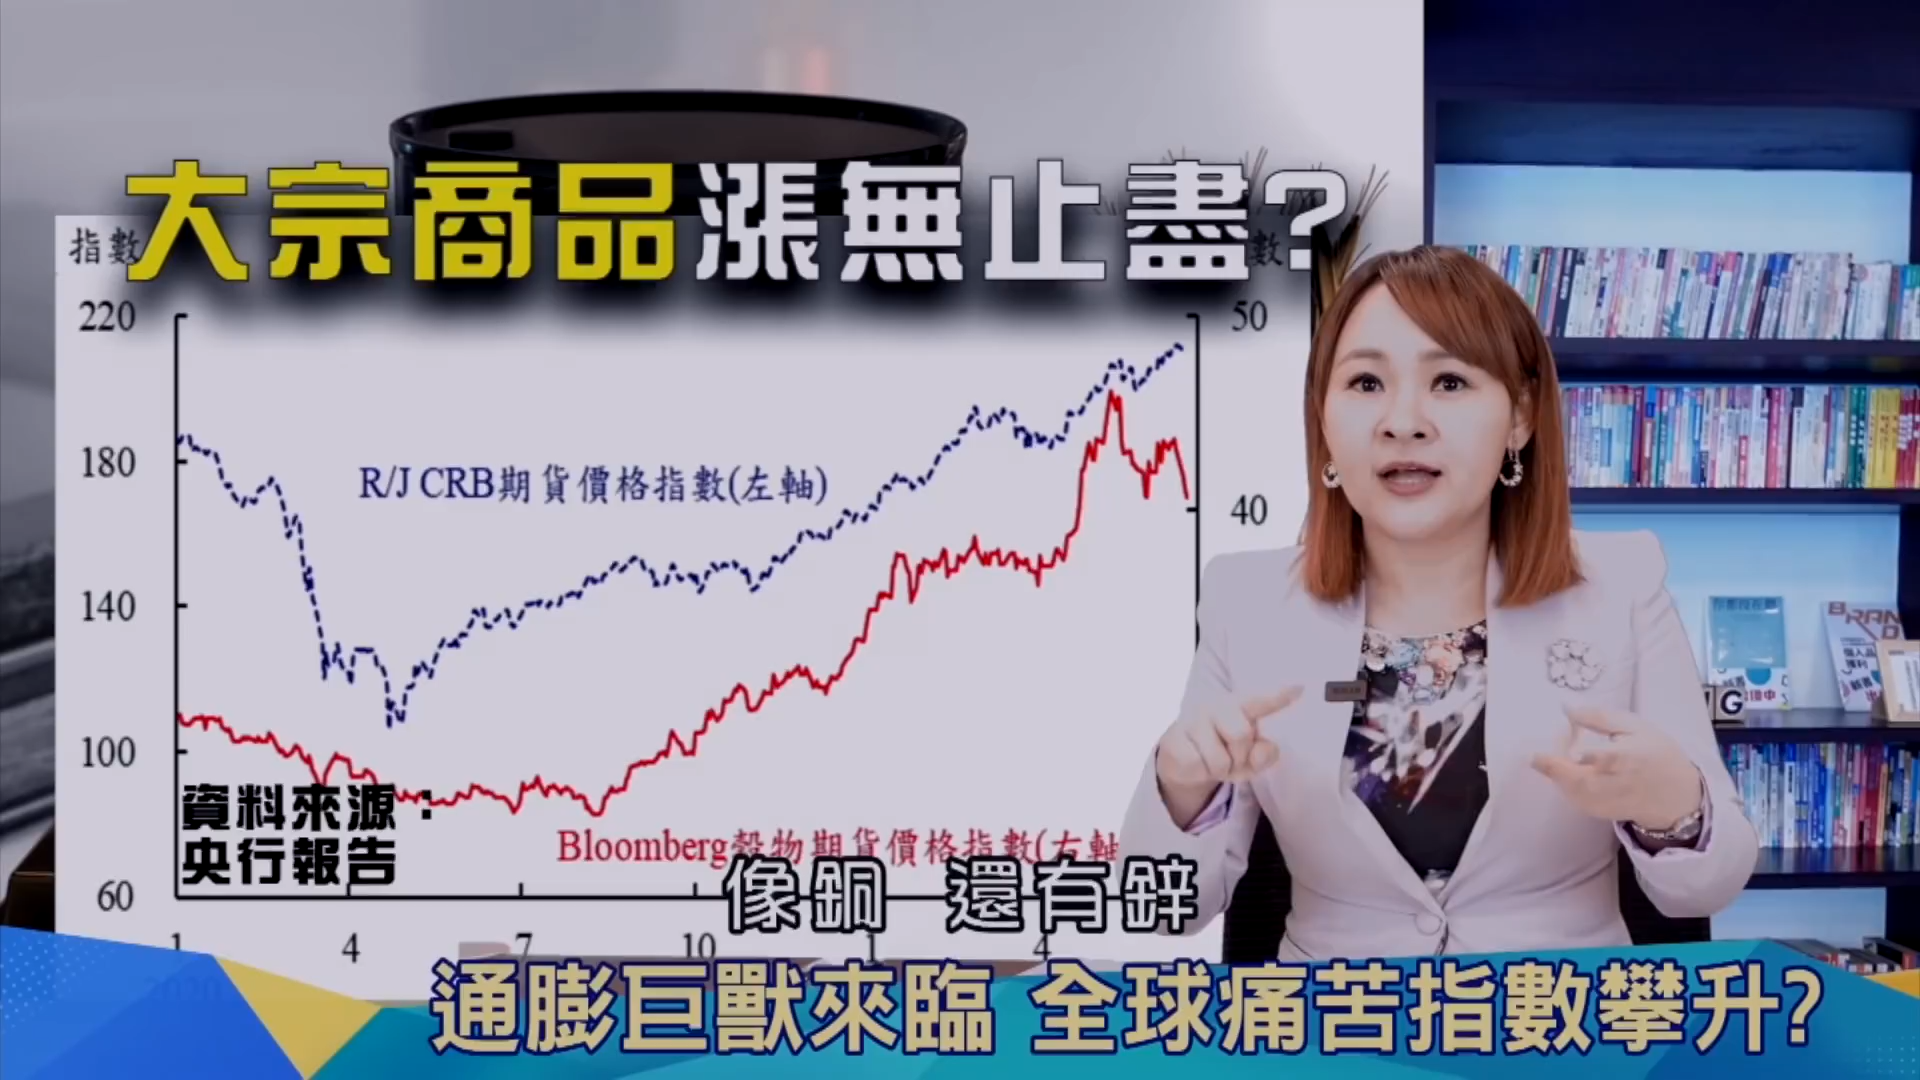 大宗商品漲無止盡?
指數
數
220
180
140
100
60
50
40
R/J CRB期貨價格指數(左軸)
Bloomberg穀物期貨價格指數(右軸
資料來源：
央行報告
1
4
7
10
1
4
2020
像銅 還有鋅
通膨巨獸來臨 全球痛苦指數攀升?
BRAN
D
G